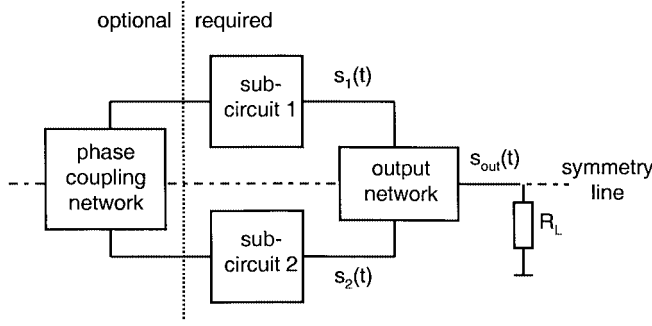 optional required
sub-
circuit 1
s1(t)
phase
coupling
network
output
network
sout(t)
symmetry
line
RL
sub-
circuit 2
s2(t)